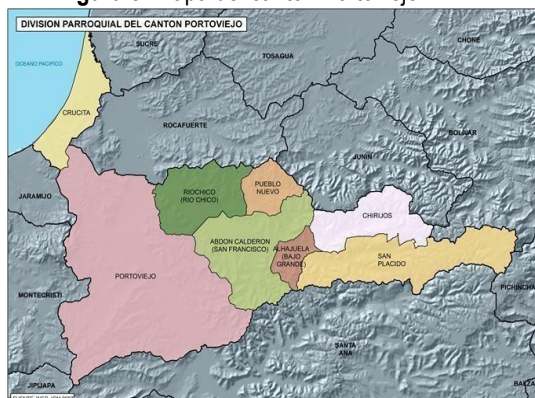 DIVISION PARROQUIAL DEL CANTON PORTOVIEJO
SUCRE
CHONE
TOSAGUA
OCEANO PACIFICO
CRUCITA
ROCAFUERTE
BOLIVAR
JUNIN
JARAMIJO
RIOCHICO
(RIO CHICO)
PUEBLO
NUEVO
CHIRIJOS
ABDON CALDERON
(SAN FRANCISCO)
ALHAJUELA
(BAJO
GRANDE)
SAN
PLACIDO
PORTOVIEJO
MONTECRISTI
PICHINCHA
SANTA
ANA
JIPIJAPA
BALZA